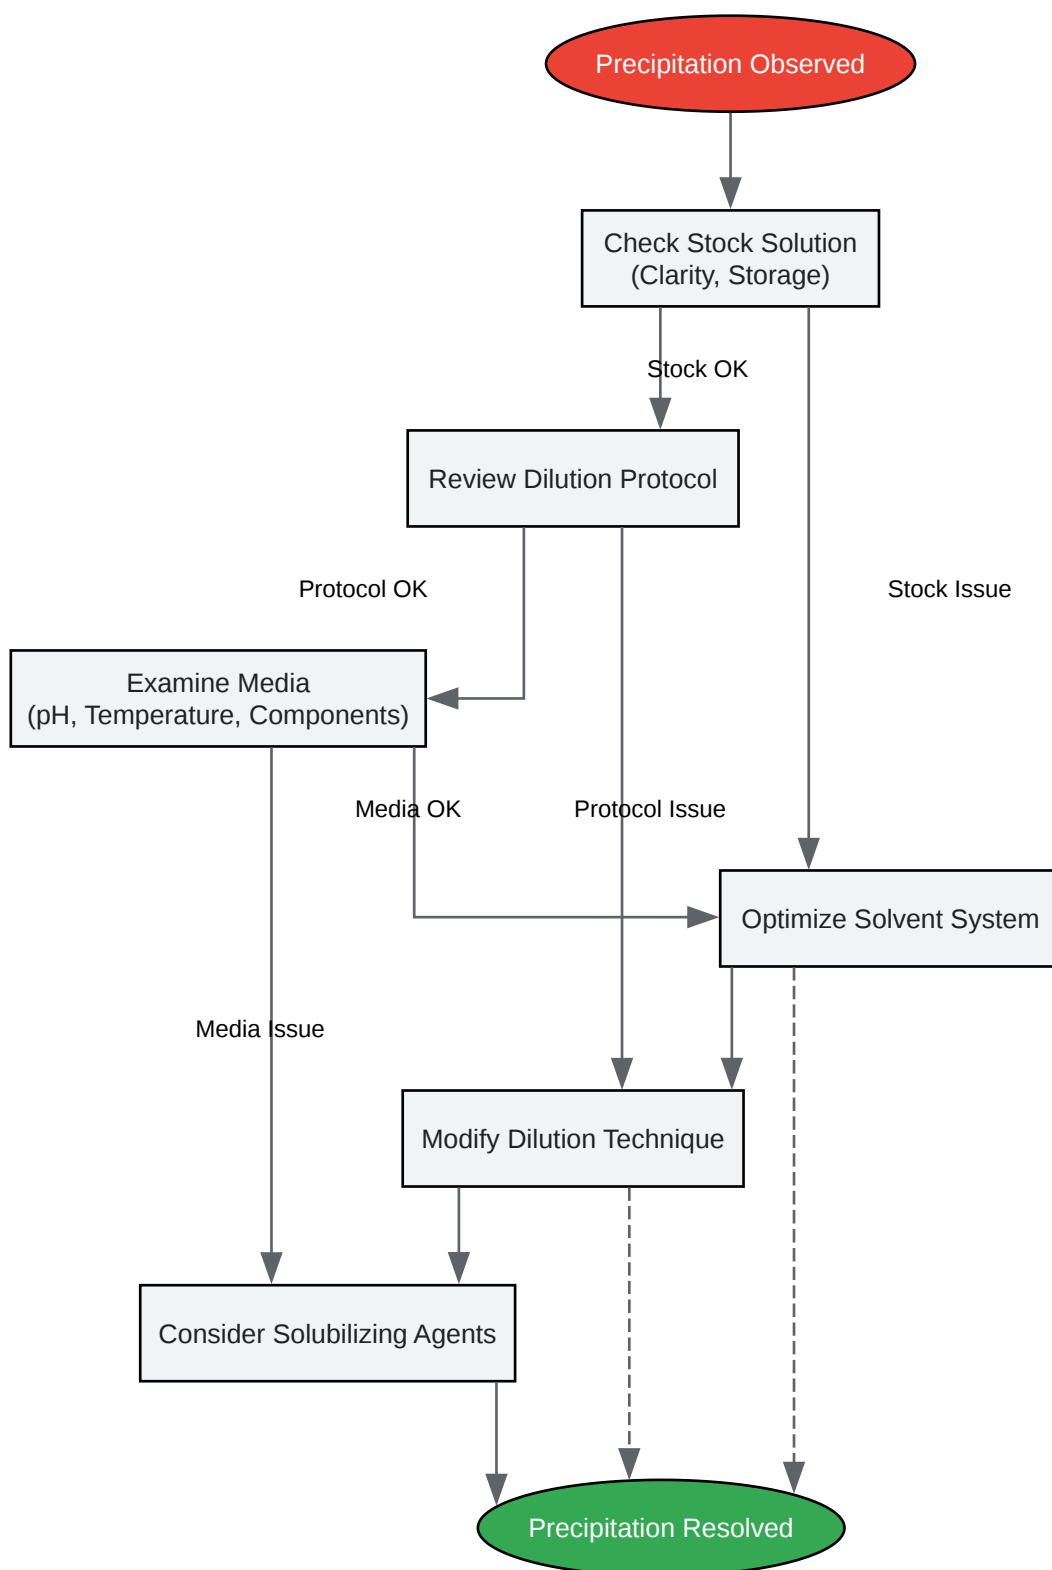 Precipitation Observed
Check Stock Solution
(Clarity, Storage)
Stock OK
Review Dilution Protocol
Protocol OK
Stock Issue
Examine Media
(pH, Temperature, Components)
Media OK
Protocol Issue
Optimize Solvent System
Media Issue
Modify Dilution Technique
Consider Solubilizing Agents
Precipitation Resolved